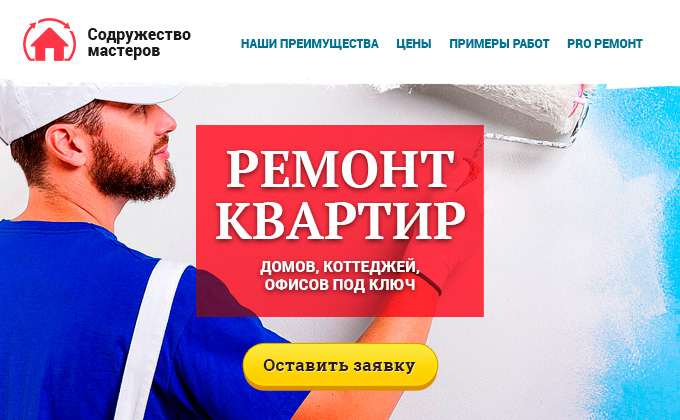 Содружество
мастеров
НАШИ ПРЕИМУЩЕСТВА ЦЕНЫ ПРИМЕРЫ РАБОТ PRO РЕМОНТ
РЕМОНТ
КВАРТИР
ДОМОВ, КОТТЕДЖЕЙ,
ОФИСОВ ПОД КЛЮЧ
Оставить заявку